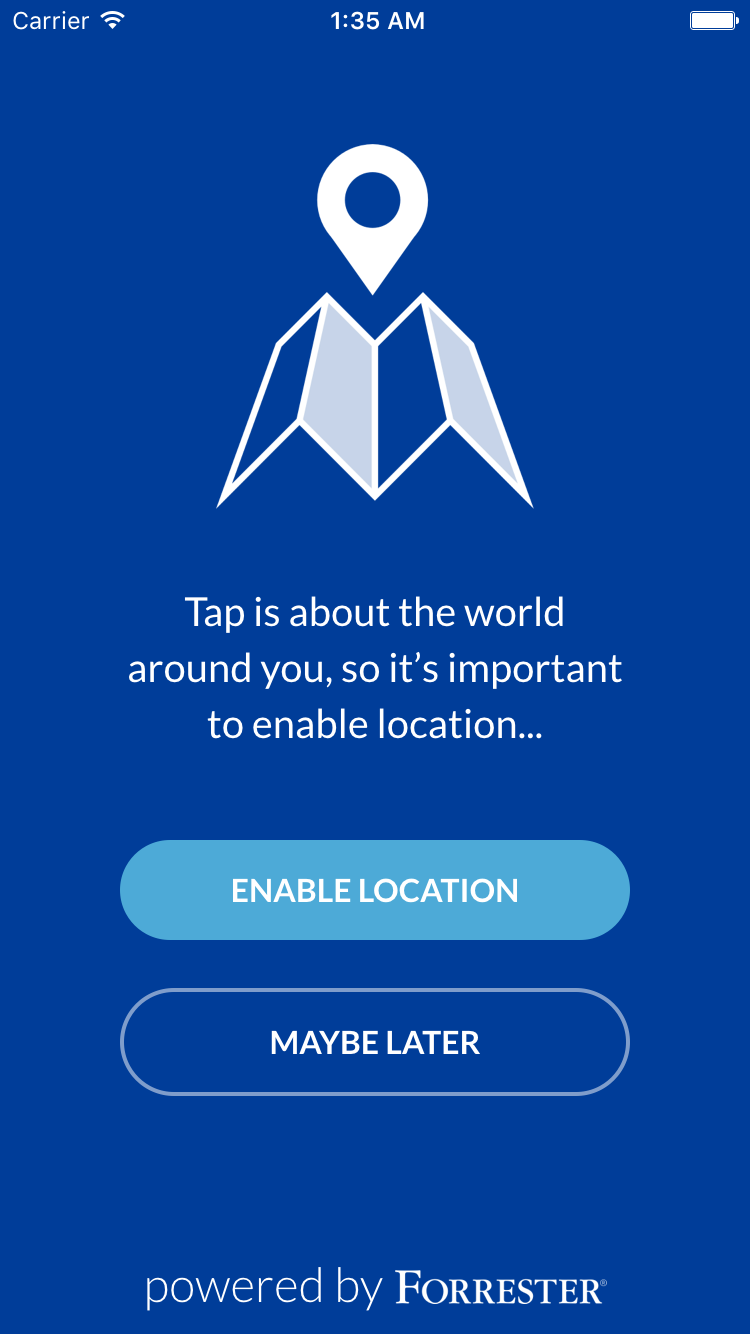 Carrier 1:35 AM
Tap is about the world
around you, so it’s important
to enable location...
ENABLE LOCATION
MAYBE LATER
powered by FORRESTER®